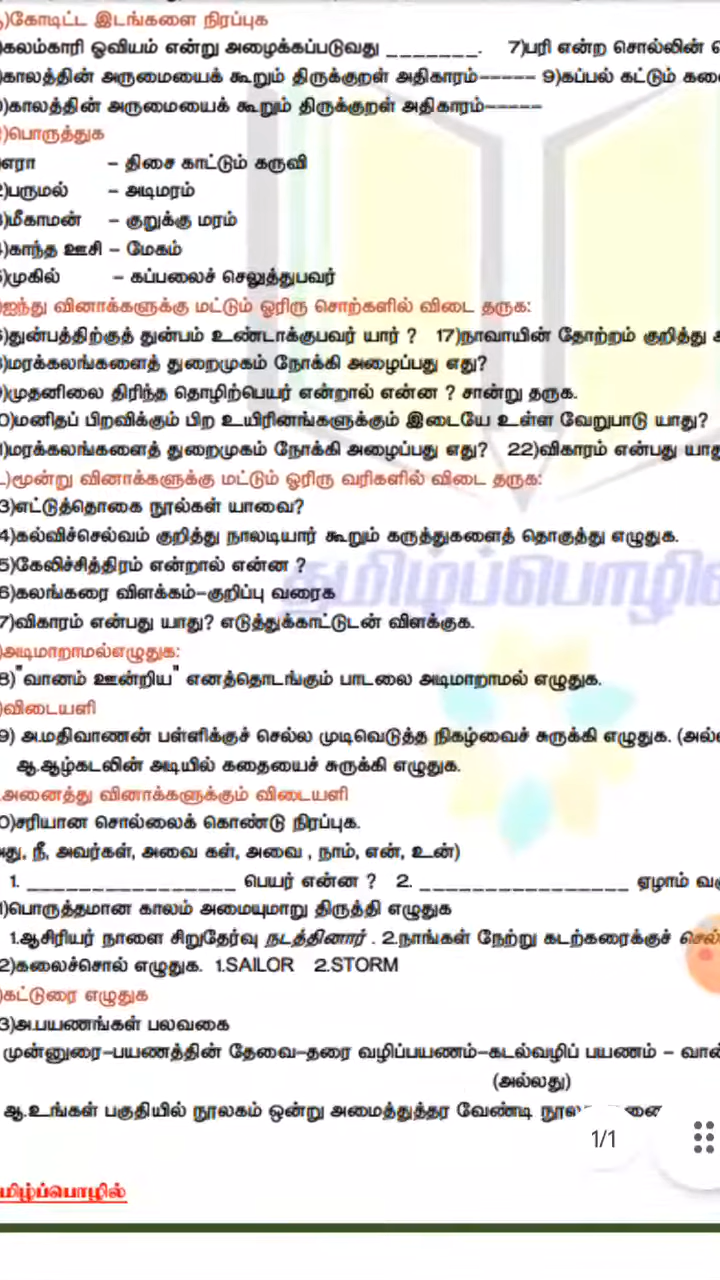 )கோடிட்ட இடங்களை நிரப்புக
)கலம்காரி ஓவியம் என்று அழைக்கப்படுவது _______. 7)பரி என்ற சொல்லின்
)காலத்தின் அருமையைக் கூறும் திருக்குறள் அதிகாரம்----- 9)கப்பல் கட்டும்
)காலத்தின் அருமையைக் கூறும் திருக்குறள் அதிகாரம்-----
)பொருத்துக
எரா – திசை காட்டும் கருவி
)பருமல் – அடிமரம்
)மீகாமன் – குறுக்கு மரம்
)காந்த ஊசி – மேகம்
)முகில் – கப்பலைச் செலுத்துபவர்
)ஐந்து வினாக்களுக்கு மட்டும் ஓரிரு சொற்களில் விடை தருக:
)துன்பத்திற்குத் துன்பம் உண்டாக்குபவர் யார் ? 17)நாவாயின் தோற்றம் குறித்து
)மரக்கலங்களைத் துறைமுகம் நோக்கி அழைப்பது எது?
)முதனிலை திரிந்த தொழிற்பெயர் என்றால் என்ன ? சான்று தருக.
0)மனிதப் பிறவிக்கும் பிற உயிரினங்களுக்கும் இடையே உள்ள வேறுபாடு யாது?
)மரக்கலங்களைத் துறைமுகம் நோக்கி அழைப்பது எது? 22)விகாரம் என்பது
)மூன்று வினாக்களுக்கு மட்டும் ஓரிரு வரிகளில் விடை தருக:
3)எட்டுத்தொகை நூல்கள் யாவை?
4)கல்விச்செல்வம் குறித்து நாலடியார் கூறும் கருத்துகளைத் தொகுத்து எழுதுக.
5)கேலிச்சித்திரம் என்றால் என்ன ?
6)கலங்கரை விளக்கம்-குறிப்பு வரைக
7)விகாரம் என்பது யாது? எடுத்துக்காட்டுடன் விளக்குக.
)அடிமாறாமல்எழுதுக:
8)"வானம் ஊன்றிய" எனத்தொடங்கும் பாடலை அடிமாறாமல் எழுதுக.
)விடையளி
9) அ.மதிவாணன் பள்ளிக்குச் செல்ல முடிவெடுத்த நிகழ்வைச் சுருக்கி எழுதுக.
ஆ.ஆழ்கடலின் அடியில் கதையைச் சுருக்கி எழுதுக.
.அனைத்து வினாக்களுக்கும் விடையளி
0)சரியான சொல்லைக் கொண்டு நிரப்புக.
நீ, அவர்கள், அவை கள், அவை , நாம், என், உன்)
1. ________________ பெயர் என்ன ? 2. ________________ ஏழாம்
)பொருத்தமான காலம் அமையுமாறு திருத்தி எழுதுக
1.ஆசிரியர் நாளை சிறுதேர்வு நடத்தினார் . 2.நாங்கள் நேற்று கடற்கரைக்குச்
2)கலைச்சொல் எழுதுக. 1.SAILOR 2.STORM
)கட்டுரை எழுதுக
3)அ.பயணங்கள் பலவகை
முன்னுரை-பயணத்தின் தேவை-தரை வழிப்பயணம்-கடல்வழிப் பயணம் –
(அல்லது)
ஆ.உங்கள் பகுதியில் நூலகம் ஒன்று அமைத்துத்தர வேண்டி
1/1
தமிழ்ப்பொழில்